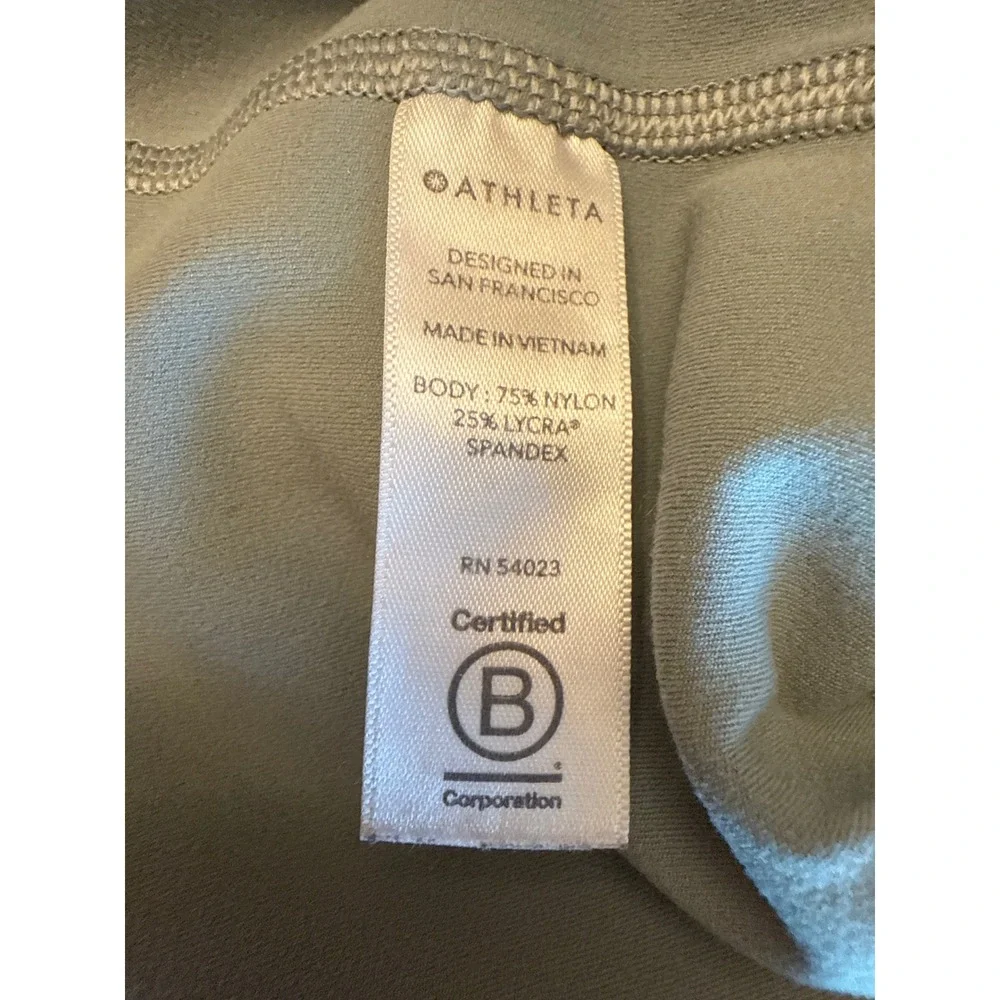 ATHLETA
DESIGNED IN
SAN FRANCISCO
MADE IN VIETNAM
BODY : 75% NYLON
25% LYCRA®
SPANDEX
RN 54023
Certified
B
Corporation